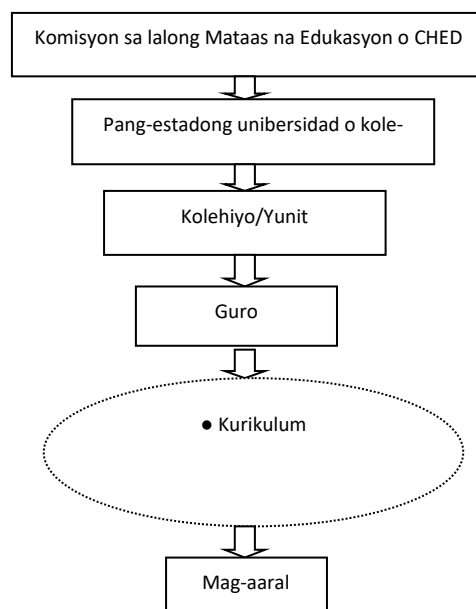 Komisyon sa lalong Mataas na Edukasyon o CHED
Pang-estadong unibersidad o kole-
Kolehiyo/Yunit
Guro
● Kurikulum
Mag-aaral